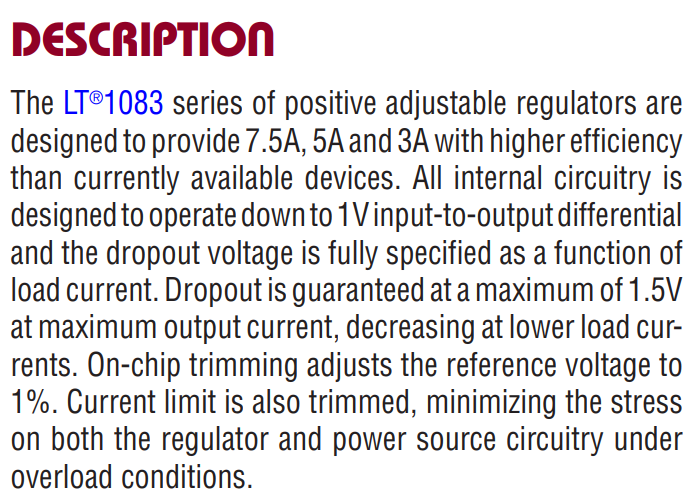 DESCRIPTION
The LT®1083 series of positive adjustable regulators are
designed to provide 7.5A, 5A and 3A with higher efficiency
than currently available devices. All internal circuitry is
designed to operate down to 1V input-to-output differential
and the dropout voltage is fully specified as a function of
load current. Dropout is guaranteed at a maximum of 1.5V
at maximum output current, decreasing at lower load cur-
rents. On-chip trimming adjusts the reference voltage to
1%. Current limit is also trimmed, minimizing the stress
on both the regulator and power source circuitry under
overload conditions.